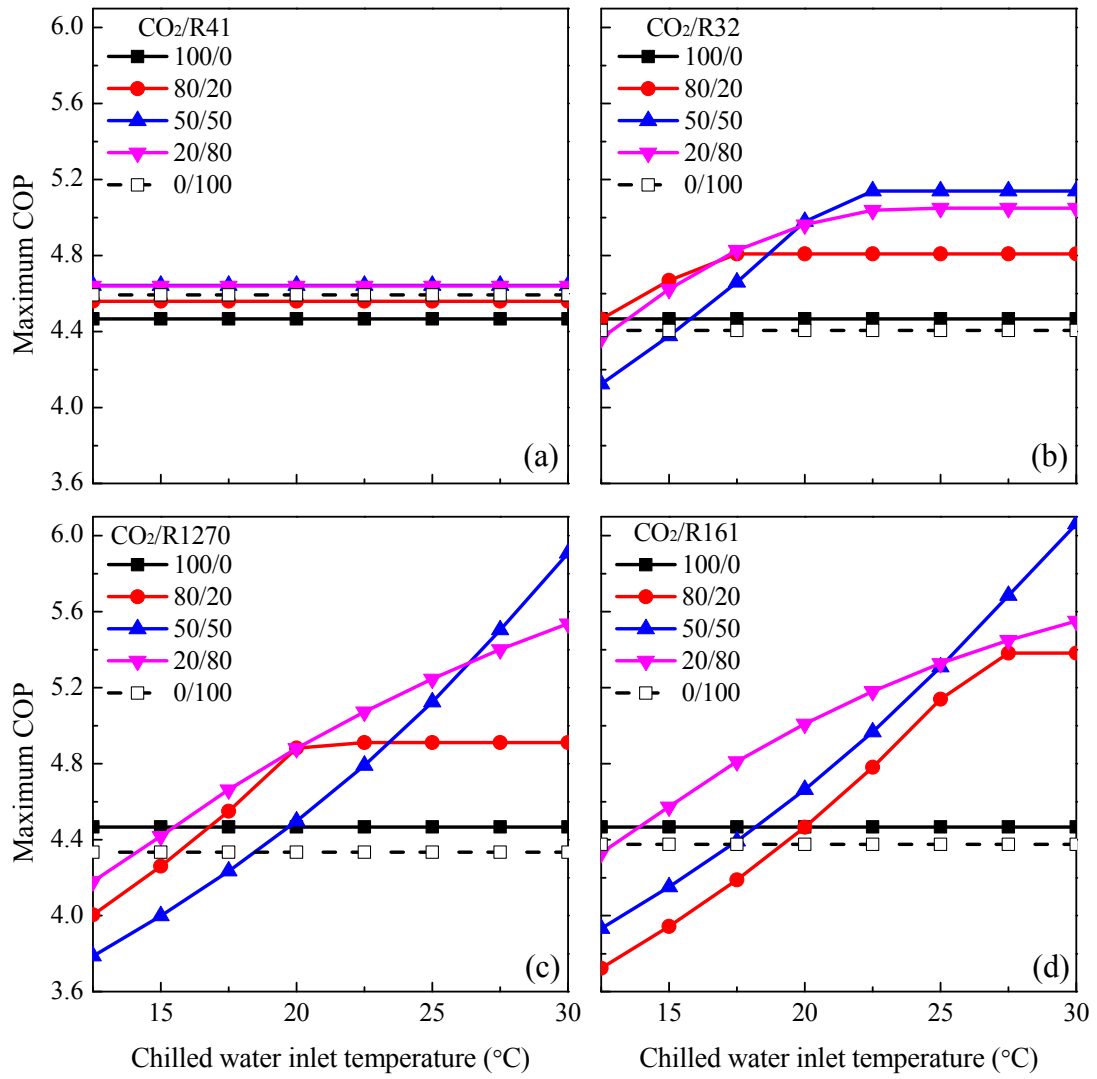 CO₂/R41
100/0
80/20
50/50
20/80
0/100
(a)
6.0
5.6
5.2
4.8
4.4
4.0
3.6
Maximum COP
CO₂/R32
100/0
80/20
50/50
20/80
0/100
(b)
CO₂/R1270
100/0
80/20
50/50
20/80
0/100
(c)
6.0
5.6
5.2
4.8
4.4
4.0
3.6
Maximum COP
15 20 25 30
Chilled water inlet temperature (°C)
CO₂/R161
100/0
80/20
50/50
20/80
0/100
(d)
15 20 25 30
Chilled water inlet temperature (°C)